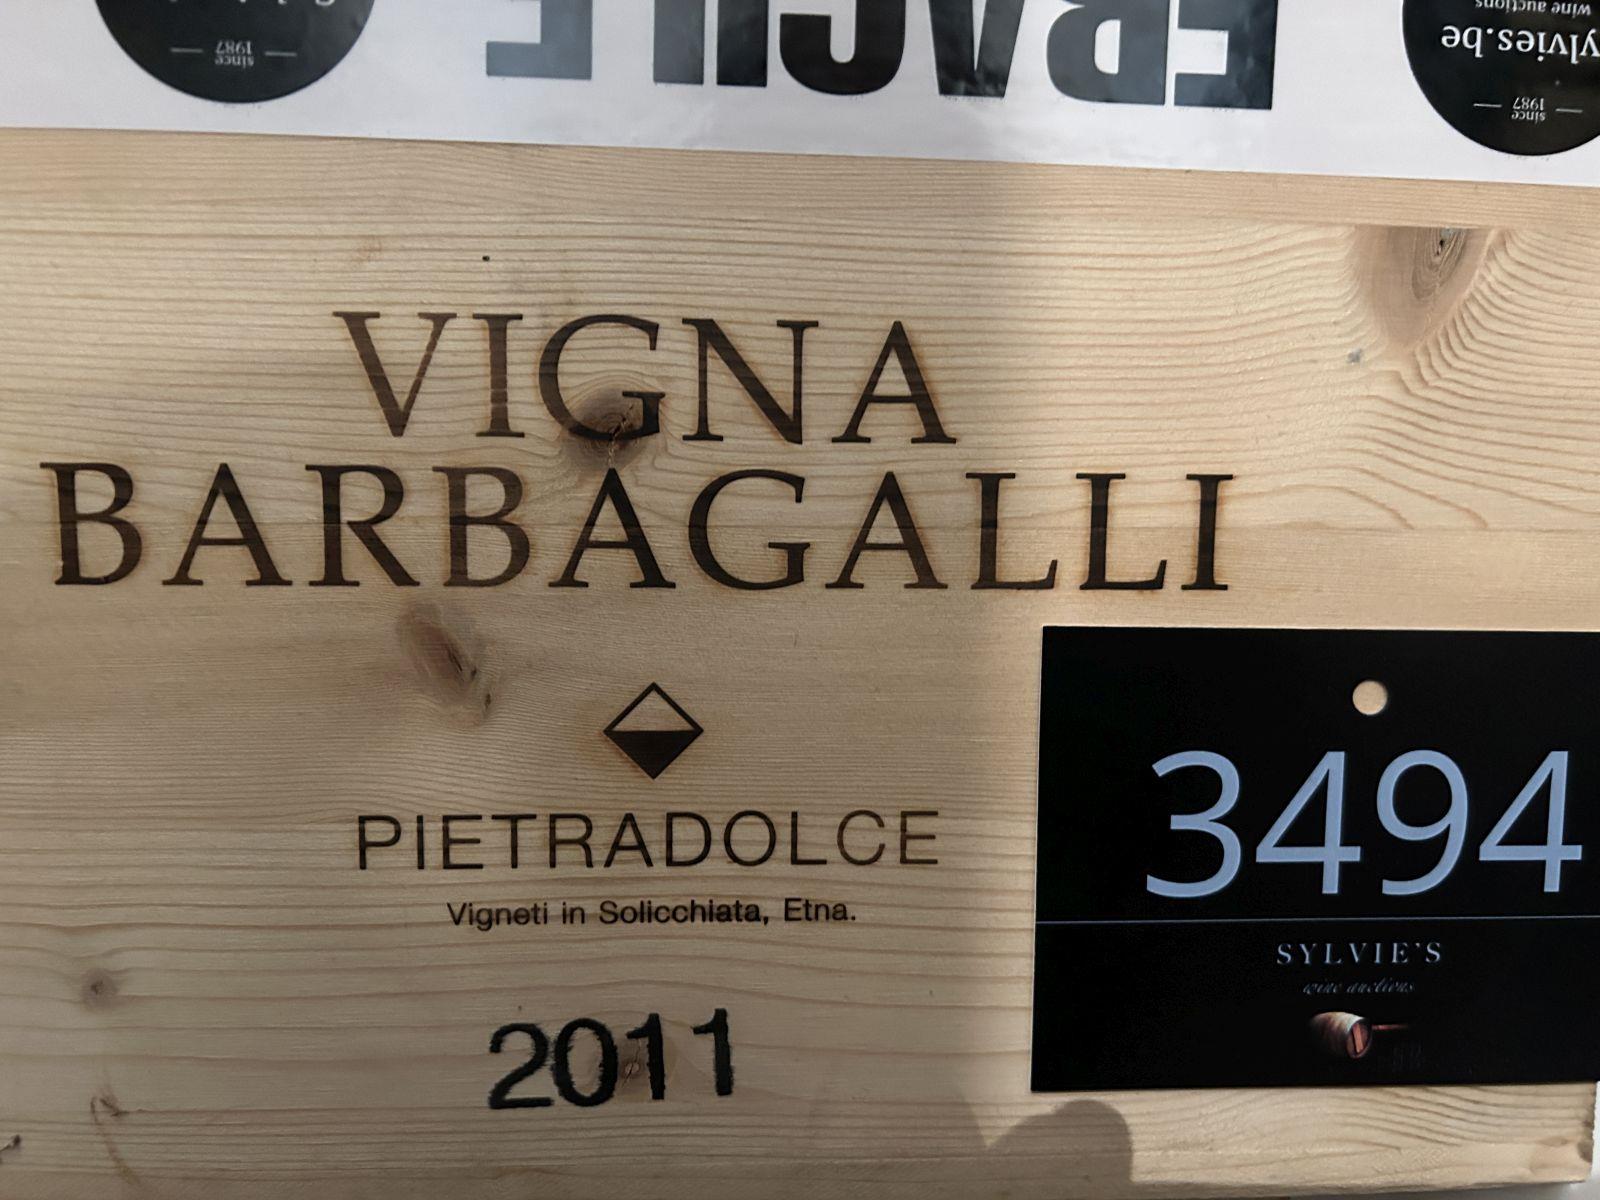 FRAGILE
since
1987
wine auctions
sylvies.be
since
1987
VIGNA
BARBAGALLI
PIETRADOLCE
Vigneti in Solicchiata, Etna.
2011
3494
SYLVIE'S
wine auctions